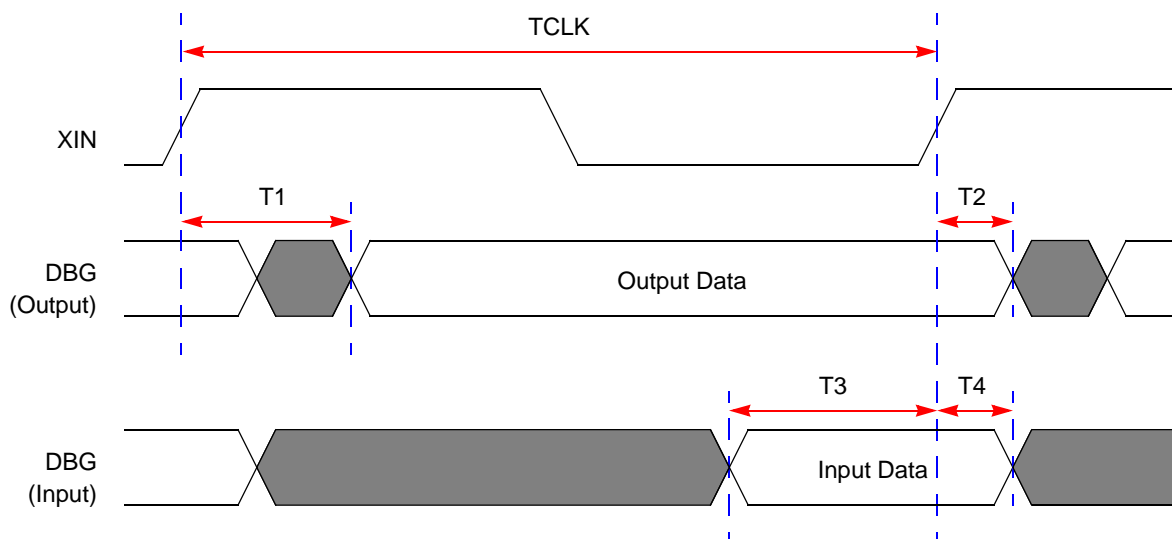 TCLK
XIN
T1
T2
DBG
(Output)
Output Data
T3
T4
DBG
(Input)
Input Data